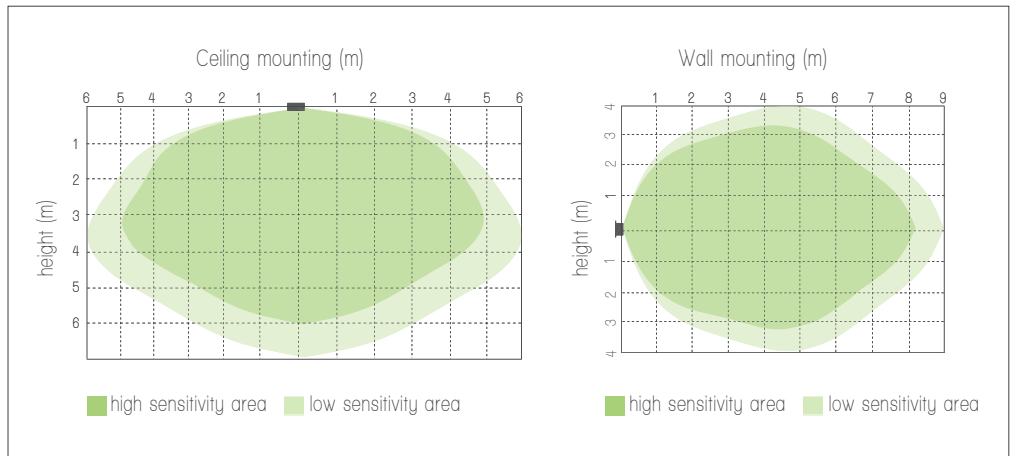 Ceiling mounting (m)
6 5 4 3 2 1 1 2 3 4 5 6
1
2
3
4
5
6
height (m)
high sensitivity area low sensitivity area
Wall mounting (m)
1 2 3 4 5 6 7 8 9
4
3
2
1
1
2
3
4
height (m)
high sensitivity area low sensitivity area